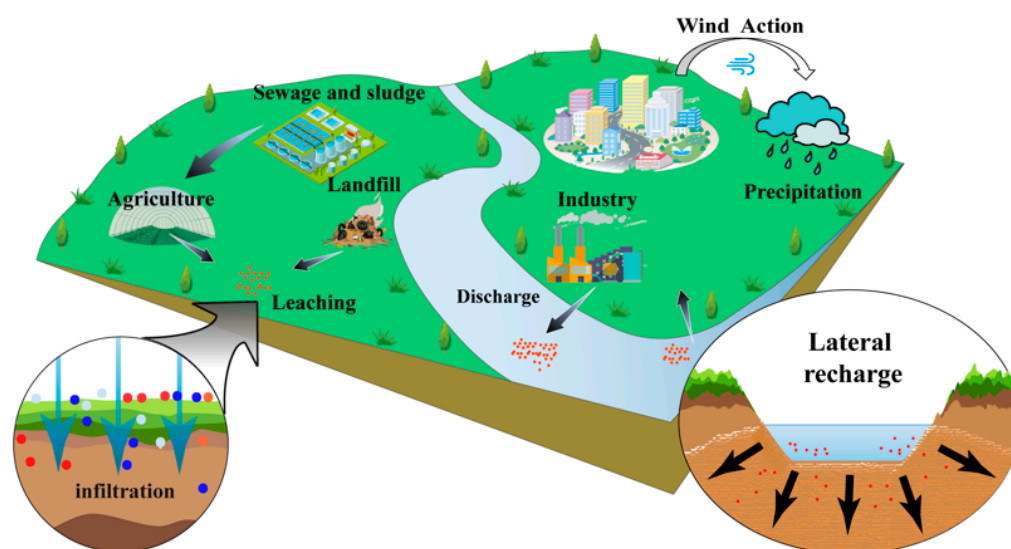 Wind Action
Sewage and sludge
Landfill
Agriculture
Industry
Precipitation
Discharge
Leaching
Lateral
recharge
infiltration